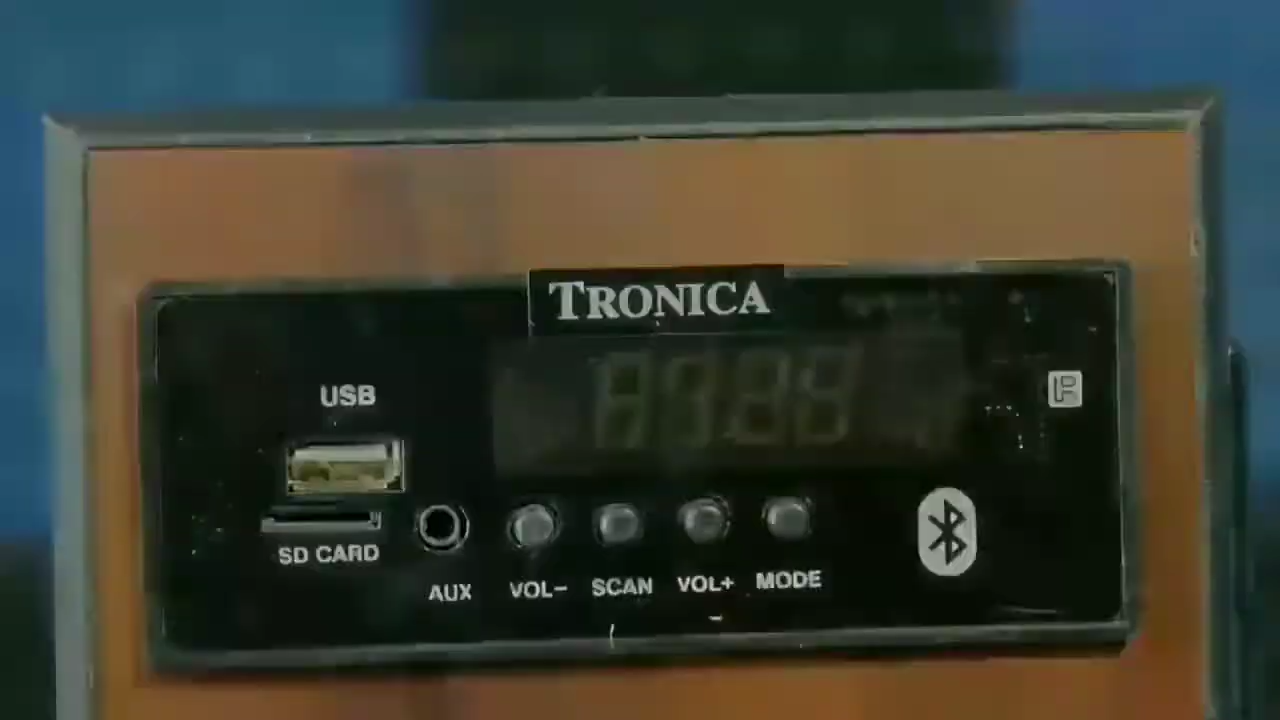 TRONICA
USB
SD CARD
AUX
VOL-
SCAN
VOL+
MODE